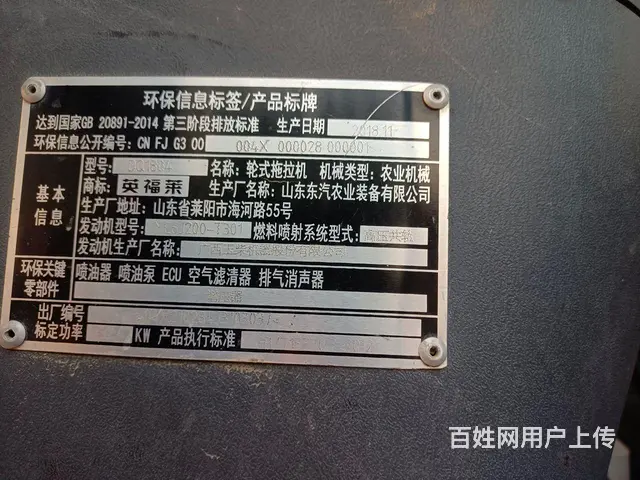 环保信息标签/产品标牌
达到国家GB 20891-2014 第三阶段排放标准 生产日期 2018.11
环保信息公开编号: CN FJ G3 00 004X 000028 000001
基本信息
型号: 名称: 轮式拖拉机 机械类型: 农业机械
商标: 英福莱 生产厂名称: 山东东汽农业装备有限公司
生产厂地址: 山东省莱阳市海河路55号
发动机型号: 200-T301 燃料喷射系统型式: 高压共轨
发动机生产厂名称:
环保关键零部件
喷油器 喷油泵 ECU 空气滤清器 排气消声器
出厂编号
标定功率 KW 产品执行标准
百姓网用户上传